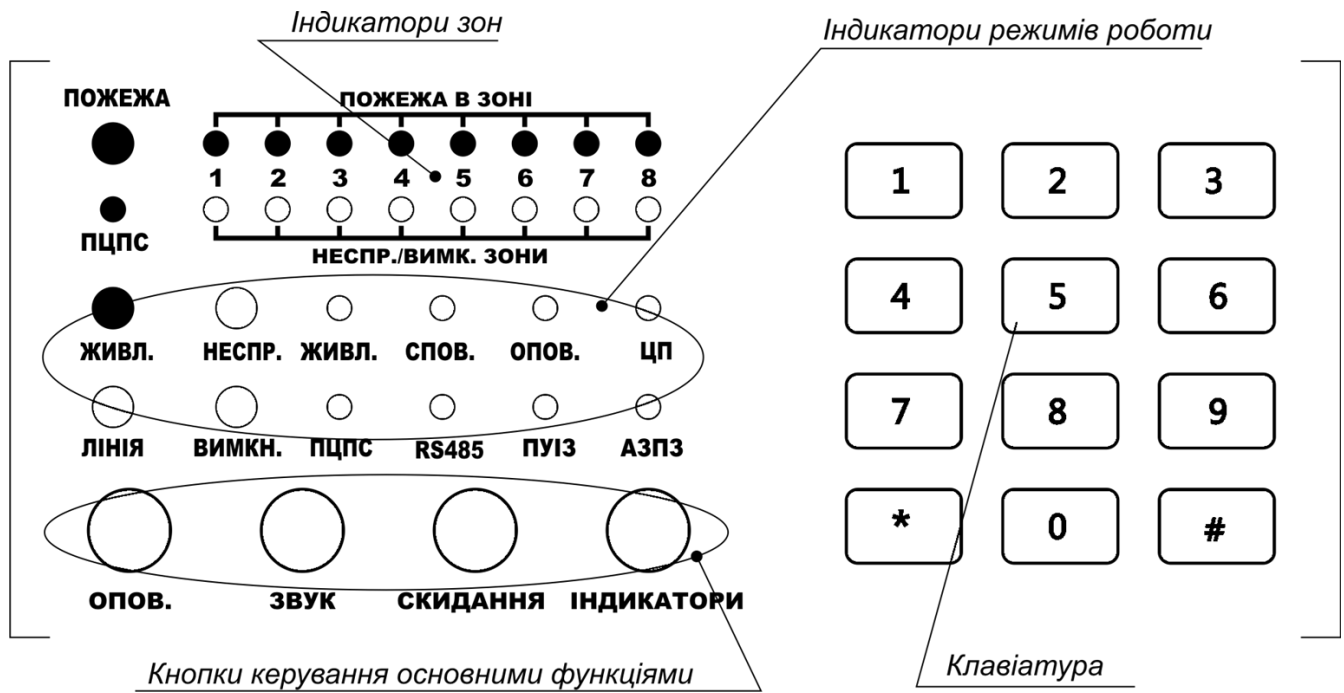 Індикатори зон
Індикатори режимів роботи
ПОЖЕЖА
ПОЖЕЖА В ЗОНІ
1 2 3 4 5 6 7 8
ПЦПС
НЕСПР./ВИМК. ЗОНИ
ЖИВЛ. НЕСПР. ЖИВЛ. СПОВ. ОПОВ. ЦП
ЛІНІЯ ВИМКН. ПЦПС RS485 ПУІЗ АЗПЗ
ОПОВ. ЗВУК СКИДАННЯ ІНДИКАТОРИ
1 2 3
4 5 6
7 8 9
* 0 #
Кнопки керування основними функціями
Клавіатура